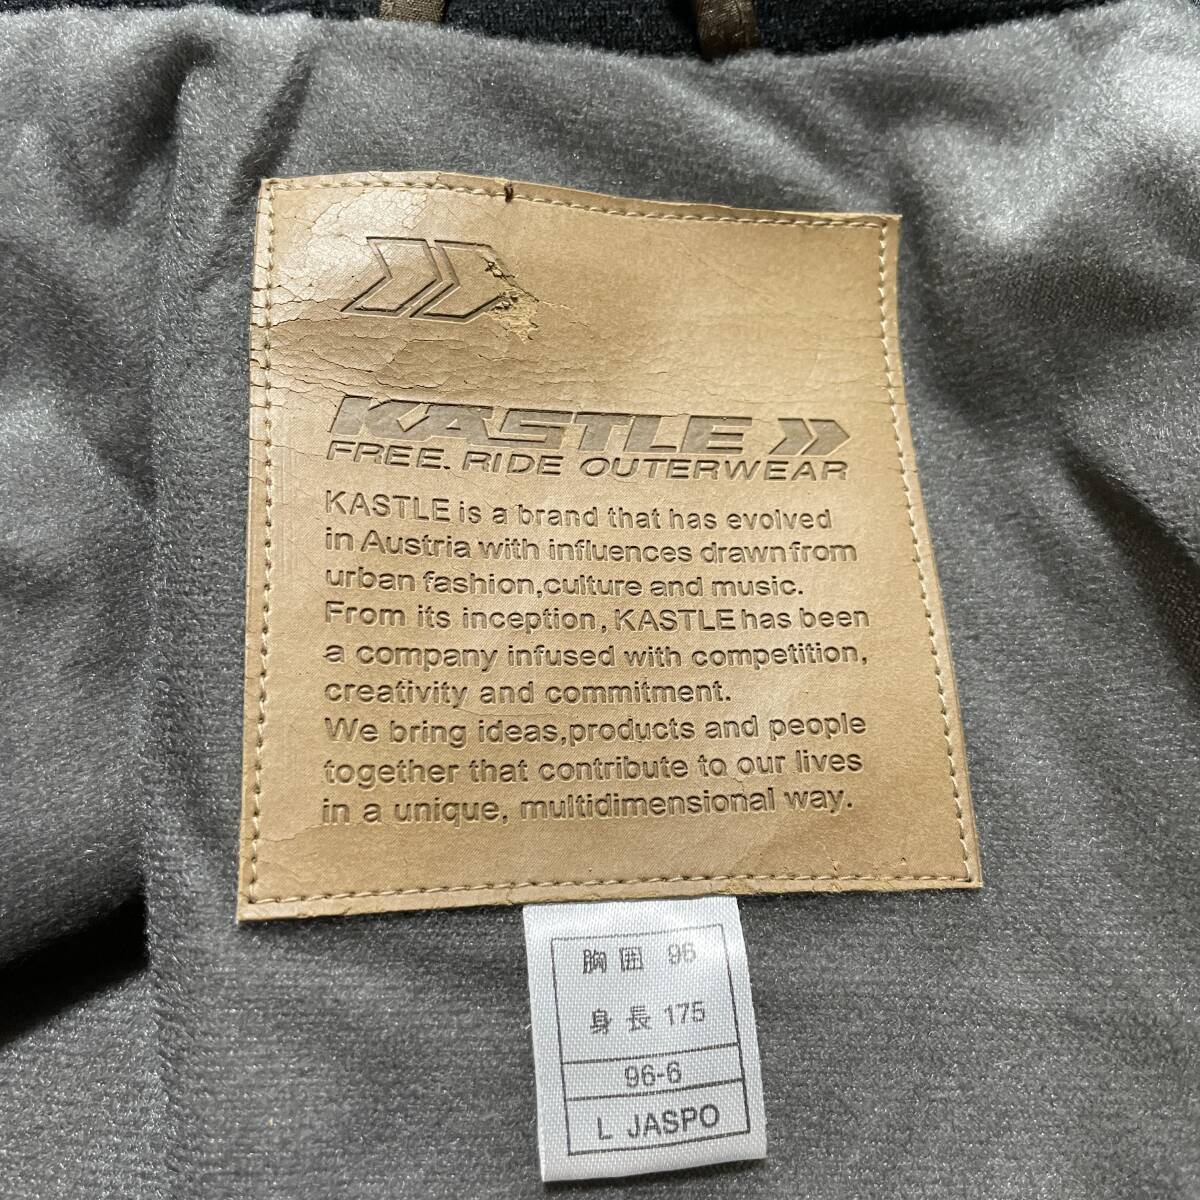 KASTLE
FREE. RIDE OUTERWEAR
KASTLE is a brand that has evolved
in Austria with influences drawn from
urban fashion,culture and music.
From its inception, KASTLE has been
a company infused with competition,
creativity and commitment.
We bring ideas,products and people
together that contribute to our lives
in a unique, multidimensional way.
胸囲 96
身長 175
96-6
L JASPO